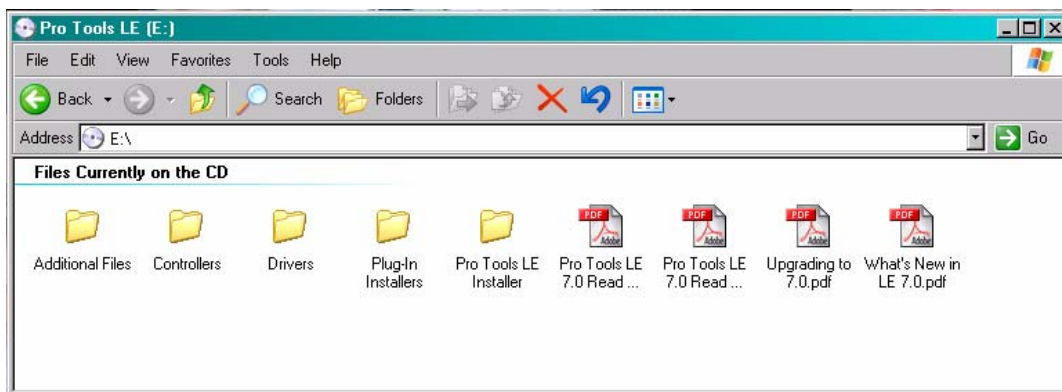 Pro Tools LE (E:)
File Edit View Favorites Tools Help
Back Search Folders
Address E:\ Go
Files Currently on the CD
Additional Files Controllers Drivers Plug-In Pro Tools LE Pro Tools LE Pro Tools LE Upgrading to What's New in
Installers Installer 7.0 Read ... 7.0 Read ... 7.0.pdf LE 7.0.pdf
PDF Adobe PDF Adobe PDF Adobe PDF Adobe